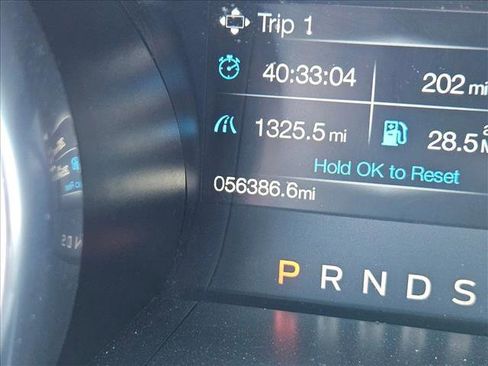 Trip 1
40:33:04 202 mi
1325.5 mi 28.5
Hold OK to Reset
056386.6mi
P R N D S